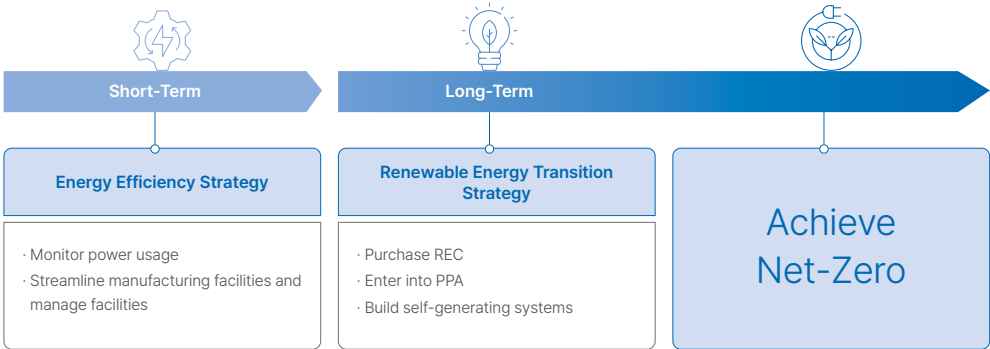 Short-Term
Long-Term
Energy Efficiency Strategy
· Monitor power usage
· Streamline manufacturing facilities and
manage facilities
Renewable Energy Transition
Strategy
· Purchase REC
· Enter into PPA
· Build self-generating systems
Achieve
Net-Zero